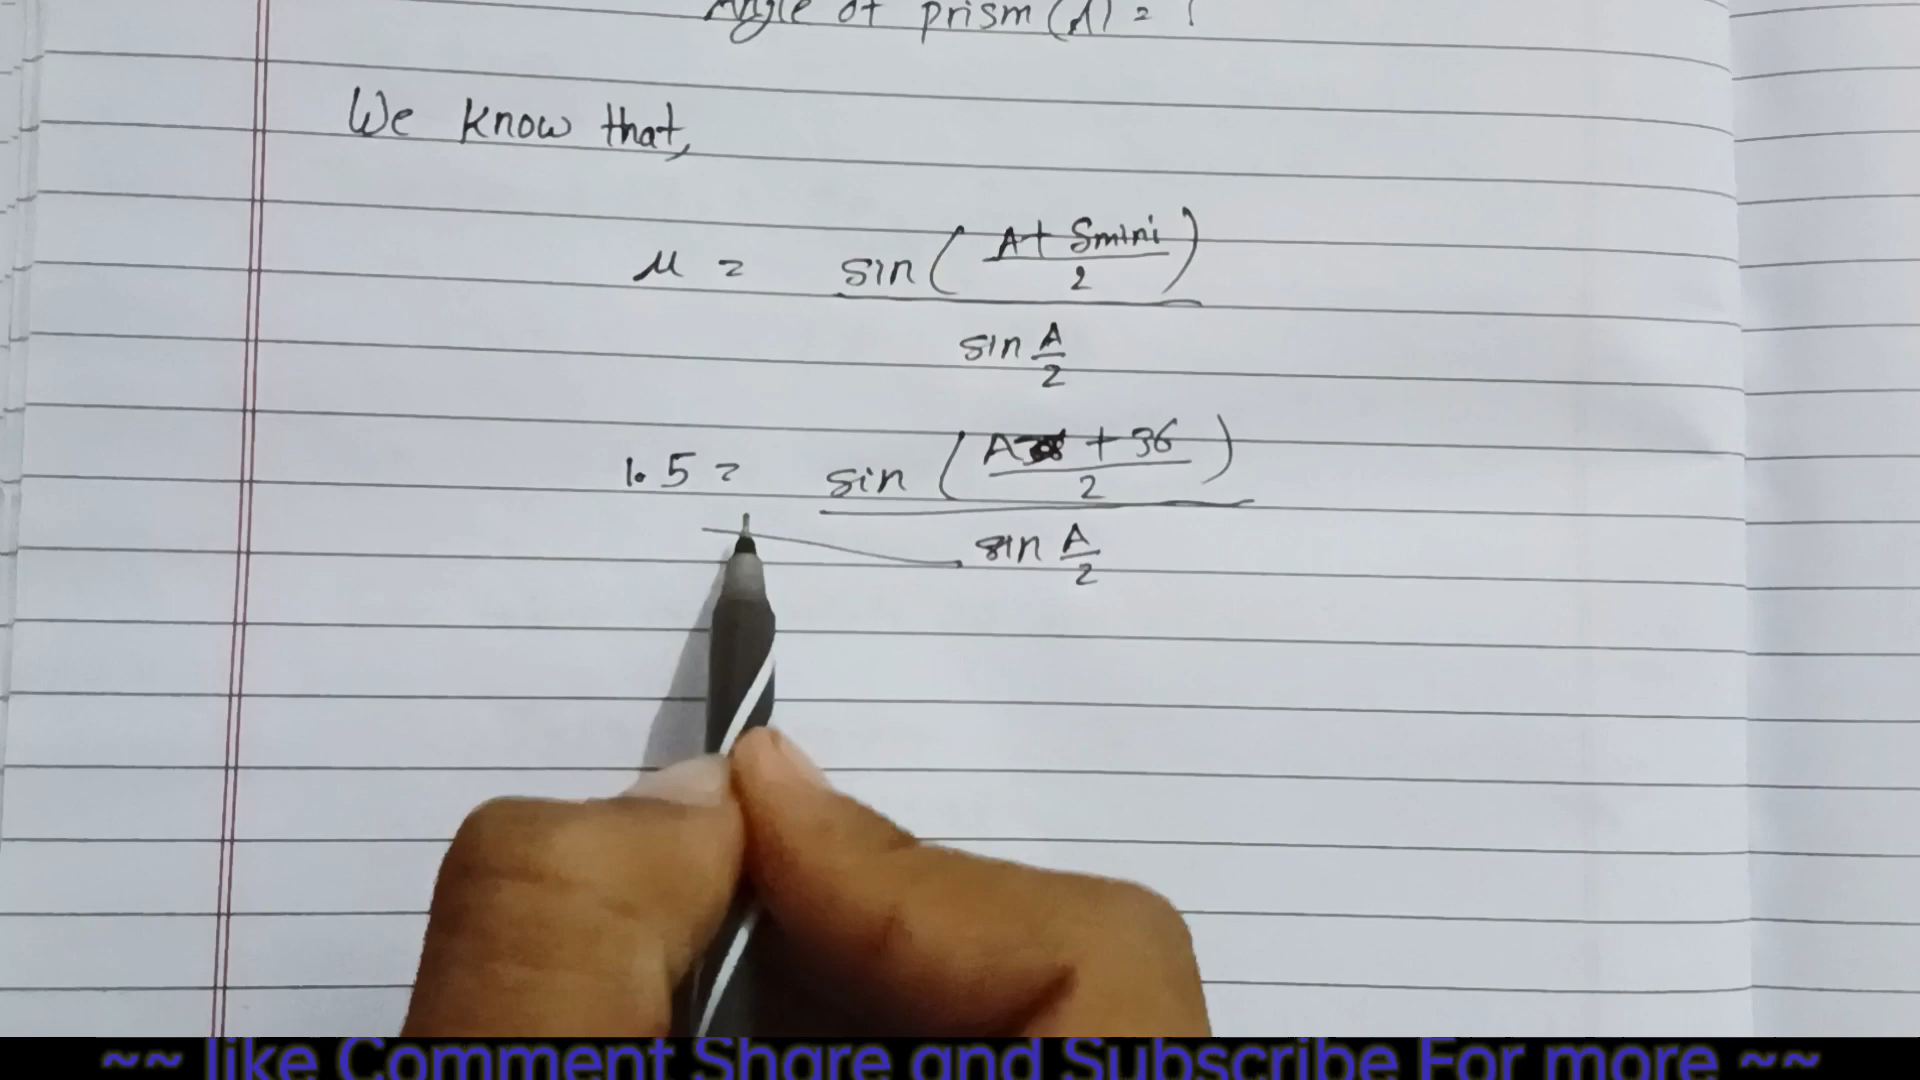 Angle of prism (A) = ?
We know that,
μ = sin(A + δmini / 2) / sin A/2
1.5 = sin(A + 36 / 2) / sin A/2
~~ like Comment Share and Subscribe For more ~~